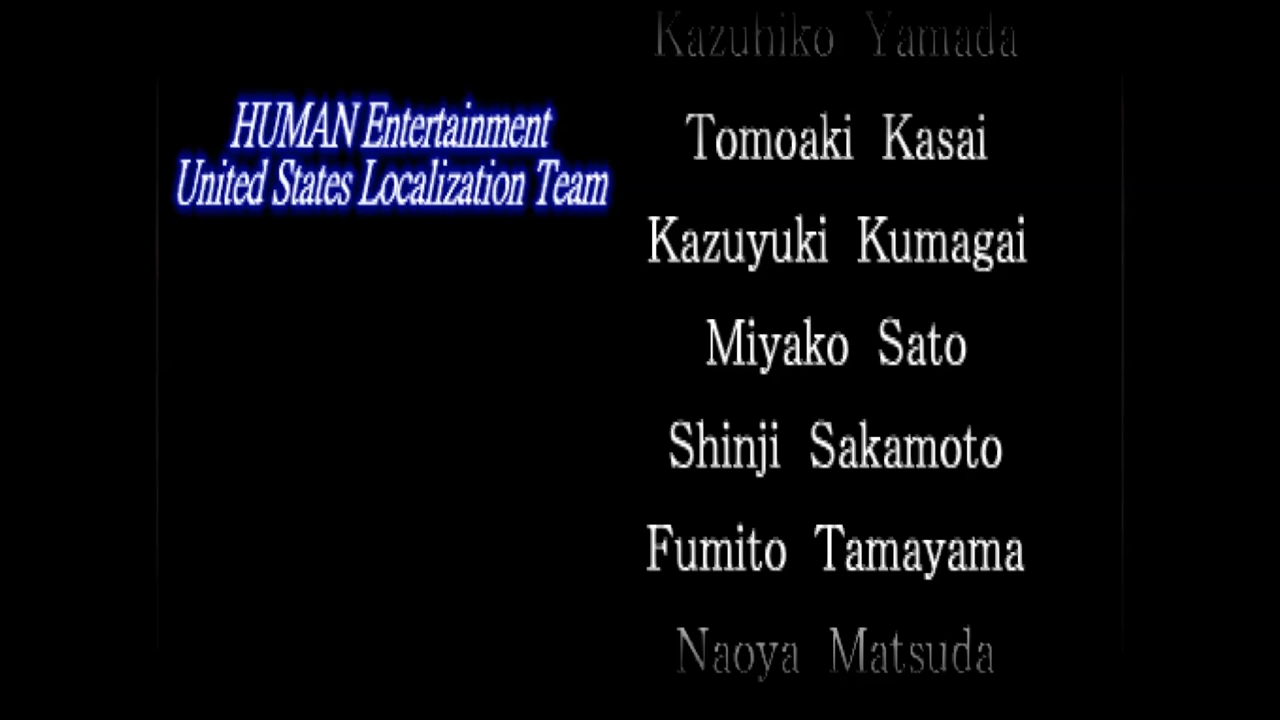 Kazuhiko Yamada
HUMAN Entertainment
United States Localization Team
Tomoaki Kasai
Kazuyuki Kumagai
Miyako Sato
Shinji Sakamoto
Fumito Tamayama
Naoya Matsuda